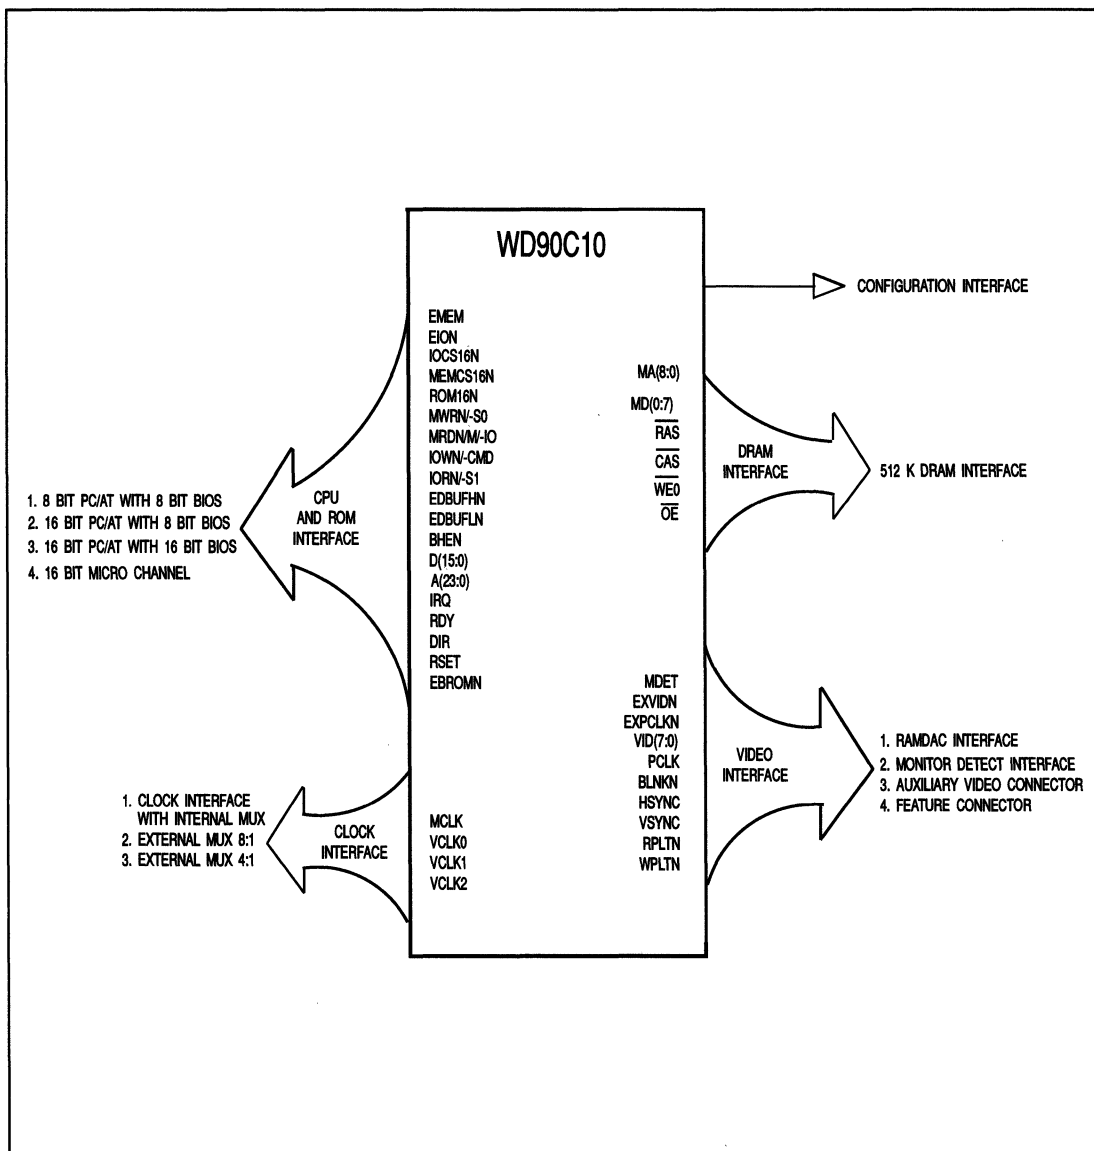 WD90C10
CONFIGURATION INTERFACE
EMEM
EION
IOCS16N
MEMCS16N
ROM16N
MWRN/-S0
MRDN/M/-IO
IOWN/-CMD
IORN/-S1
EDBUFHN
EDBUFLN
BHEN
D(15:0)
A(23:0)
IRQ
RDY
DIR
RSET
EBROMN
CPU
AND ROM
INTERFACE
1. 8 BIT PC/AT WITH 8 BIT BIOS
2. 16 BIT PC/AT WITH 8 BIT BIOS
3. 16 BIT PC/AT WITH 16 BIT BIOS
4. 16 BIT MICRO CHANNEL
MA(8:0)
MD(0:7)
RAS
CAS
WE0
OE
DRAM
INTERFACE
512 K DRAM INTERFACE
MDET
EXVIDN
EXPCLKN
VID(7:0)
PCLK
BLNKN
HSYNC
VSYNC
RPLTN
WPLTN
VIDEO
INTERFACE
1. RAMDAC INTERFACE
2. MONITOR DETECT INTERFACE
3. AUXILIARY VIDEO CONNECTOR
4. FEATURE CONNECTOR
MCLK
VCLK0
VCLK1
VCLK2
CLOCK
INTERFACE
1. CLOCK INTERFACE
WITH INTERNAL MUX
2. EXTERNAL MUX 8:1
3. EXTERNAL MUX 4:1